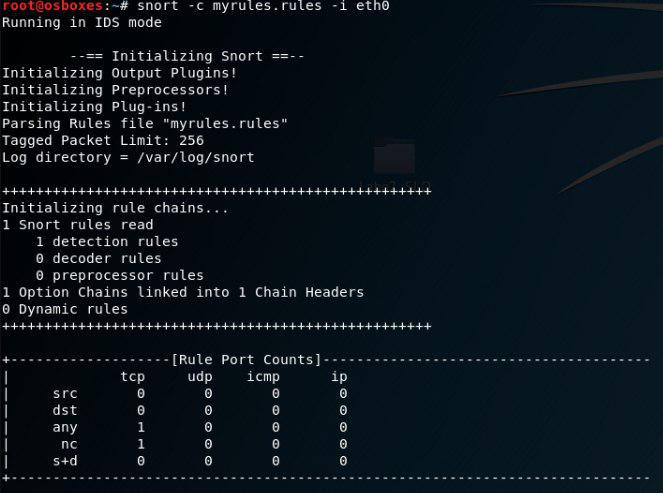 root@osboxes:~# snort -c myrules.rules -i eth0
Running in IDS mode

        --== Initializing Snort ==--
Initializing Output Plugins!
Initializing Preprocessors!
Initializing Plug-ins!
Parsing Rules file "myrules.rules"
Tagged Packet Limit: 256
Log directory = /var/log/snort

+++++++++++++++++++++++++++++++++++++++++++++++++++
Initializing rule chains...
1 Snort rules read
    1 detection rules
    0 decoder rules
    0 preprocessor rules
1 Option Chains linked into 1 Chain Headers
0 Dynamic rules
+++++++++++++++++++++++++++++++++++++++++++++++++++

+-------------------[Rule Port Counts]---------------------------------------
|             tcp     udp    icmp      ip
|     src       0       0       0       0
|     dst       0       0       0       0
|     any       1       0       0       0
|      nc       1       0       0       0
|     s+d       0       0       0       0
+----------------------------------------------------------------------------